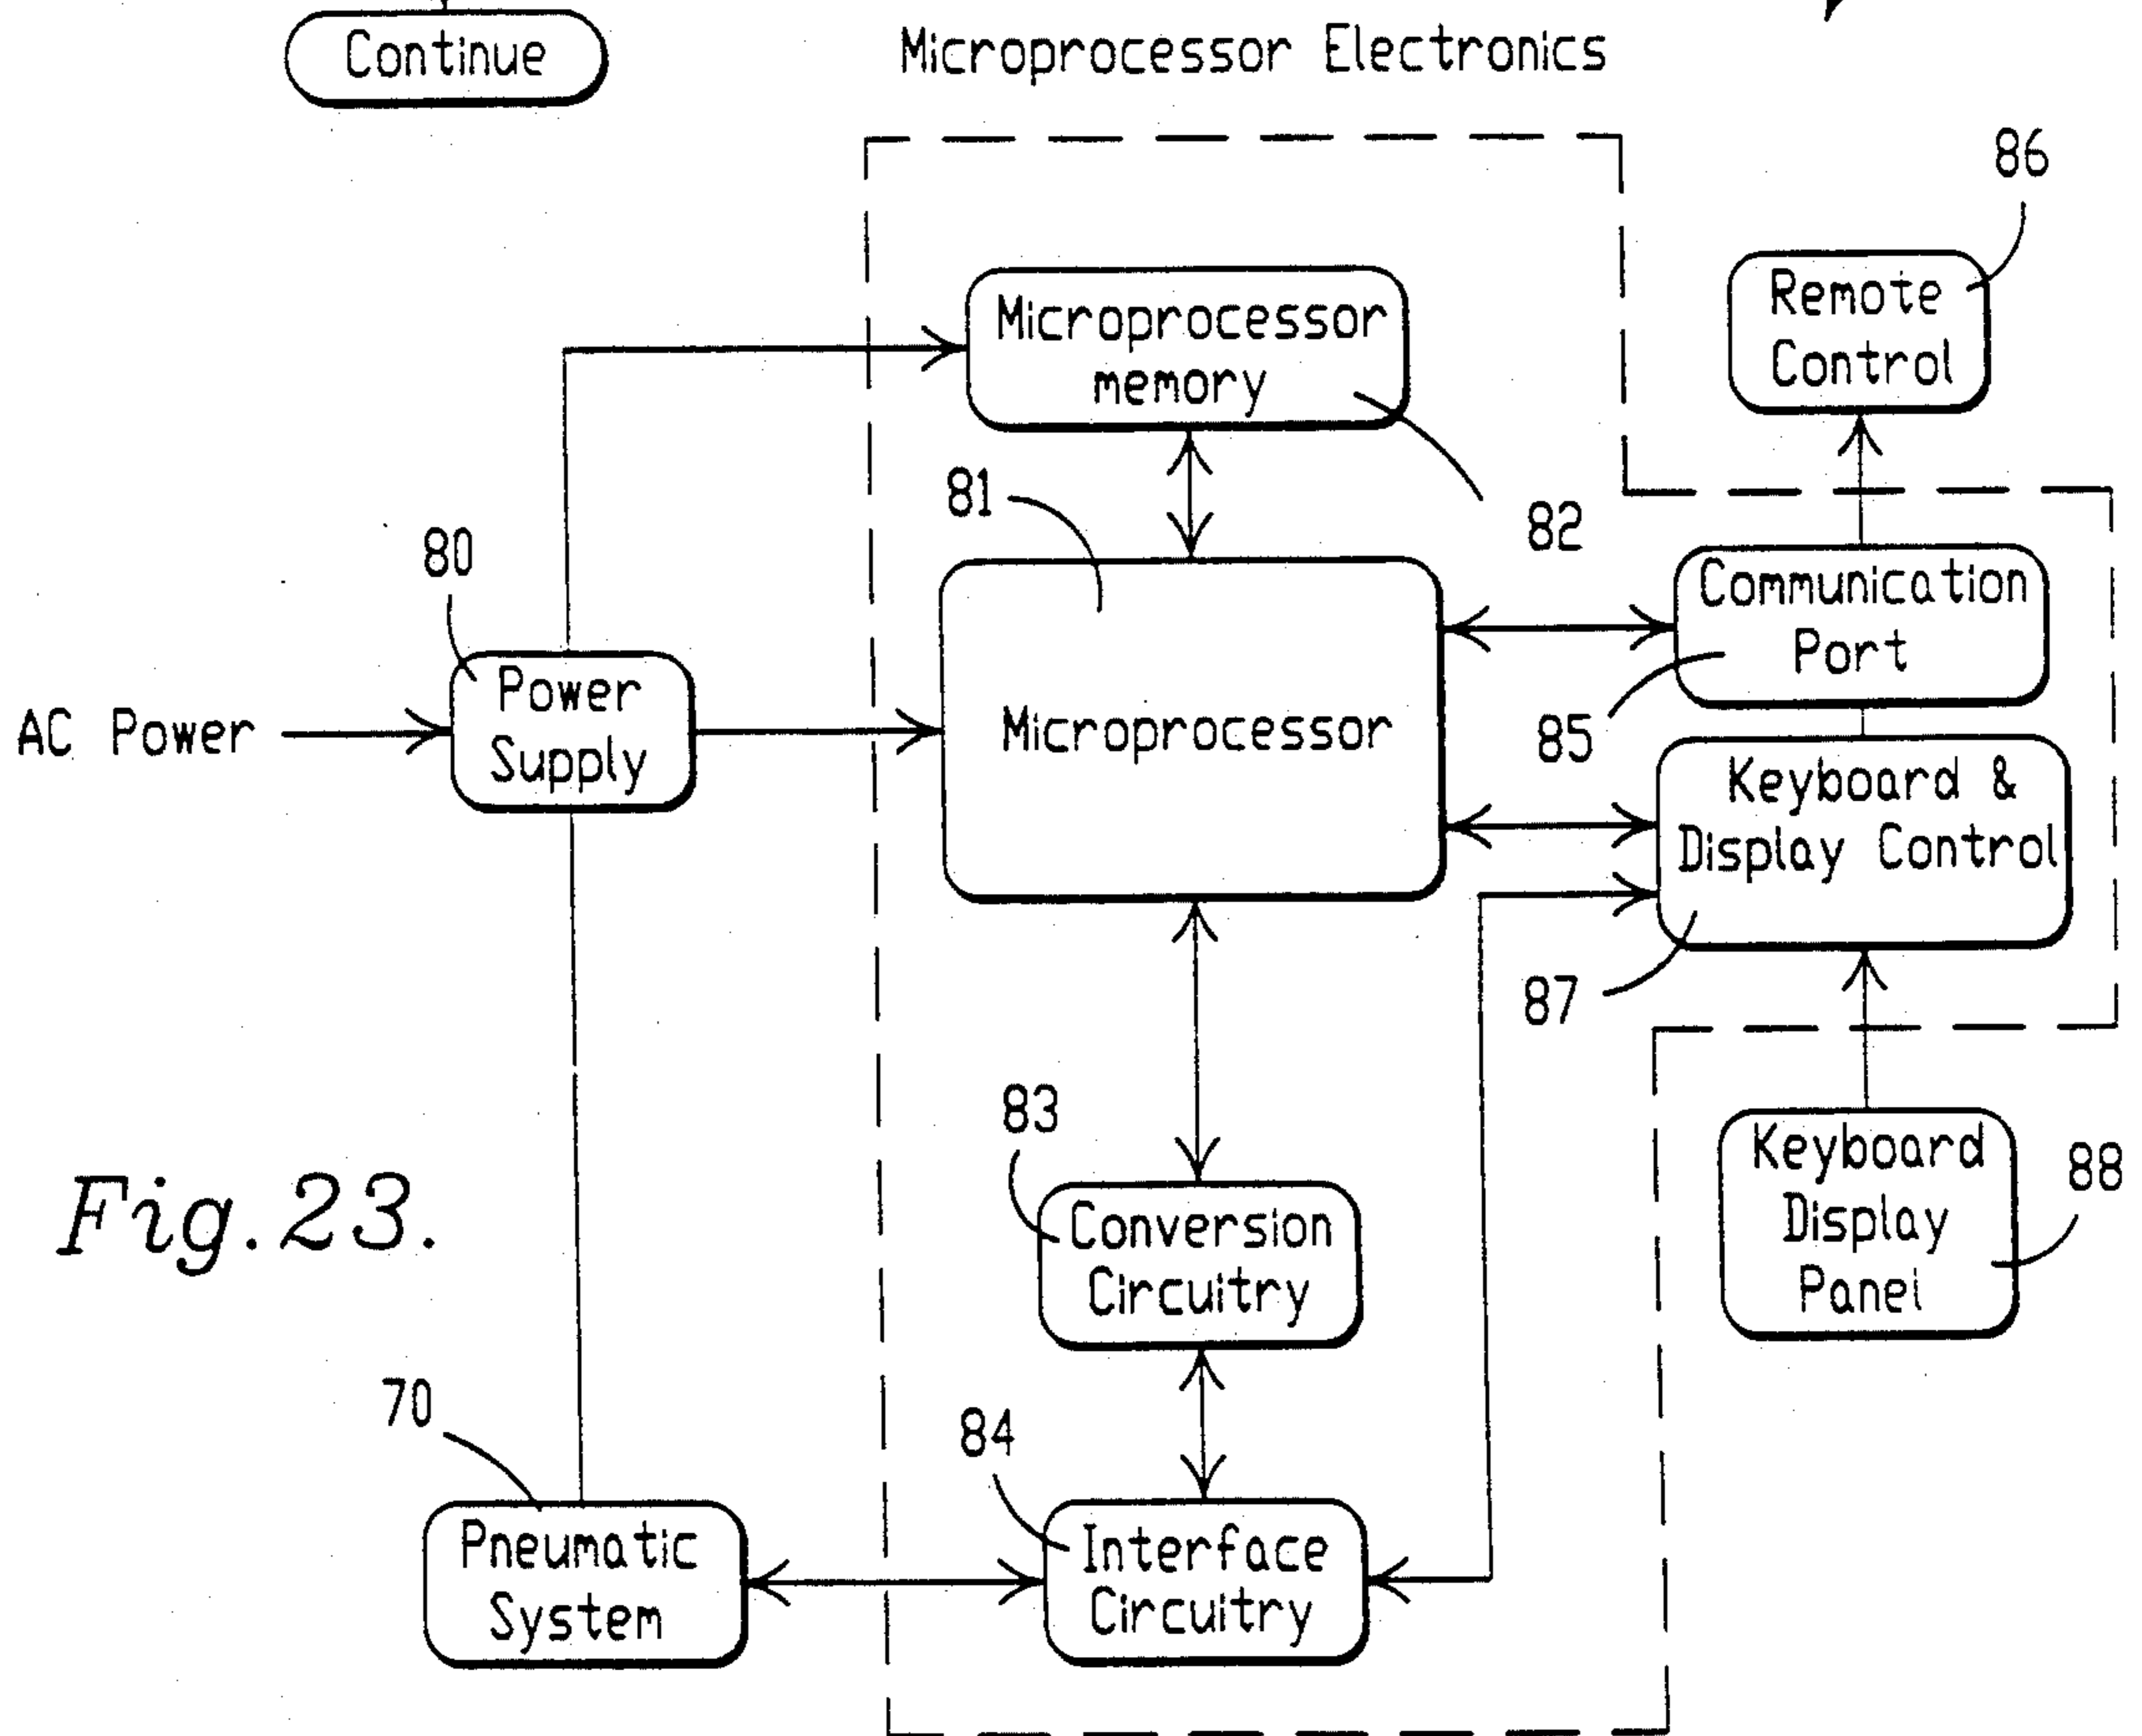 Continue
Microprocessor Electronics
86
Remote
Control
Microprocessor
memory
81
82
80
Communication
Port
Power
Supply
AC Power
Microprocessor
85
Keyboard &
Display Control
87
83
Keyboard
Display
Panel
88
Conversion
Circuitry
Fig. 23.
70
84
Pneumatic
System
Interface
Circuitry